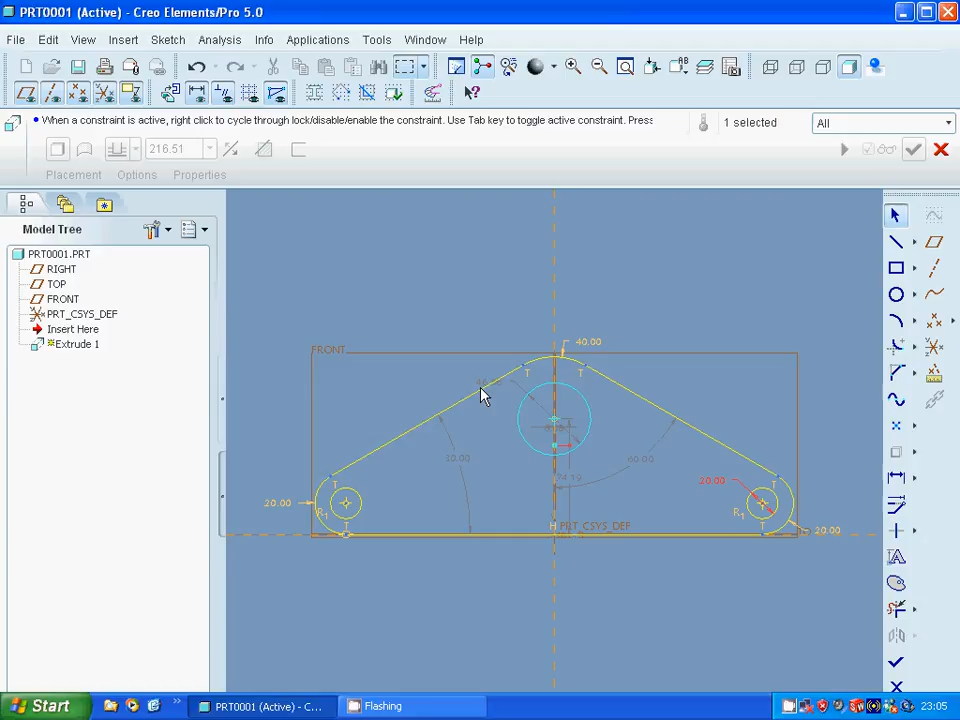 PRT0001 (Active) - Creo Elements/Pro 5.0
File Edit View Insert Sketch Analysis Info Applications Tools Window Help
When a constraint is active, right click to cycle through lock/disable/enable the constraint. Use Tab key to toggle active constraint. Press
1 selected
All
216.51
Placement Options Properties
Model Tree
PRT0001.PRT
RIGHT
TOP
FRONT
PRT_CSYS_DEF
Insert Here
Extrude 1
FRONT
40.00
T T
30.00
60.00
74.19
20.00
T
R1
T
20.00
T
R1
T
20.00
H
PRT_CSYS_DEF
Start
PRT0001 (Active) - C...
Flashing
23:05